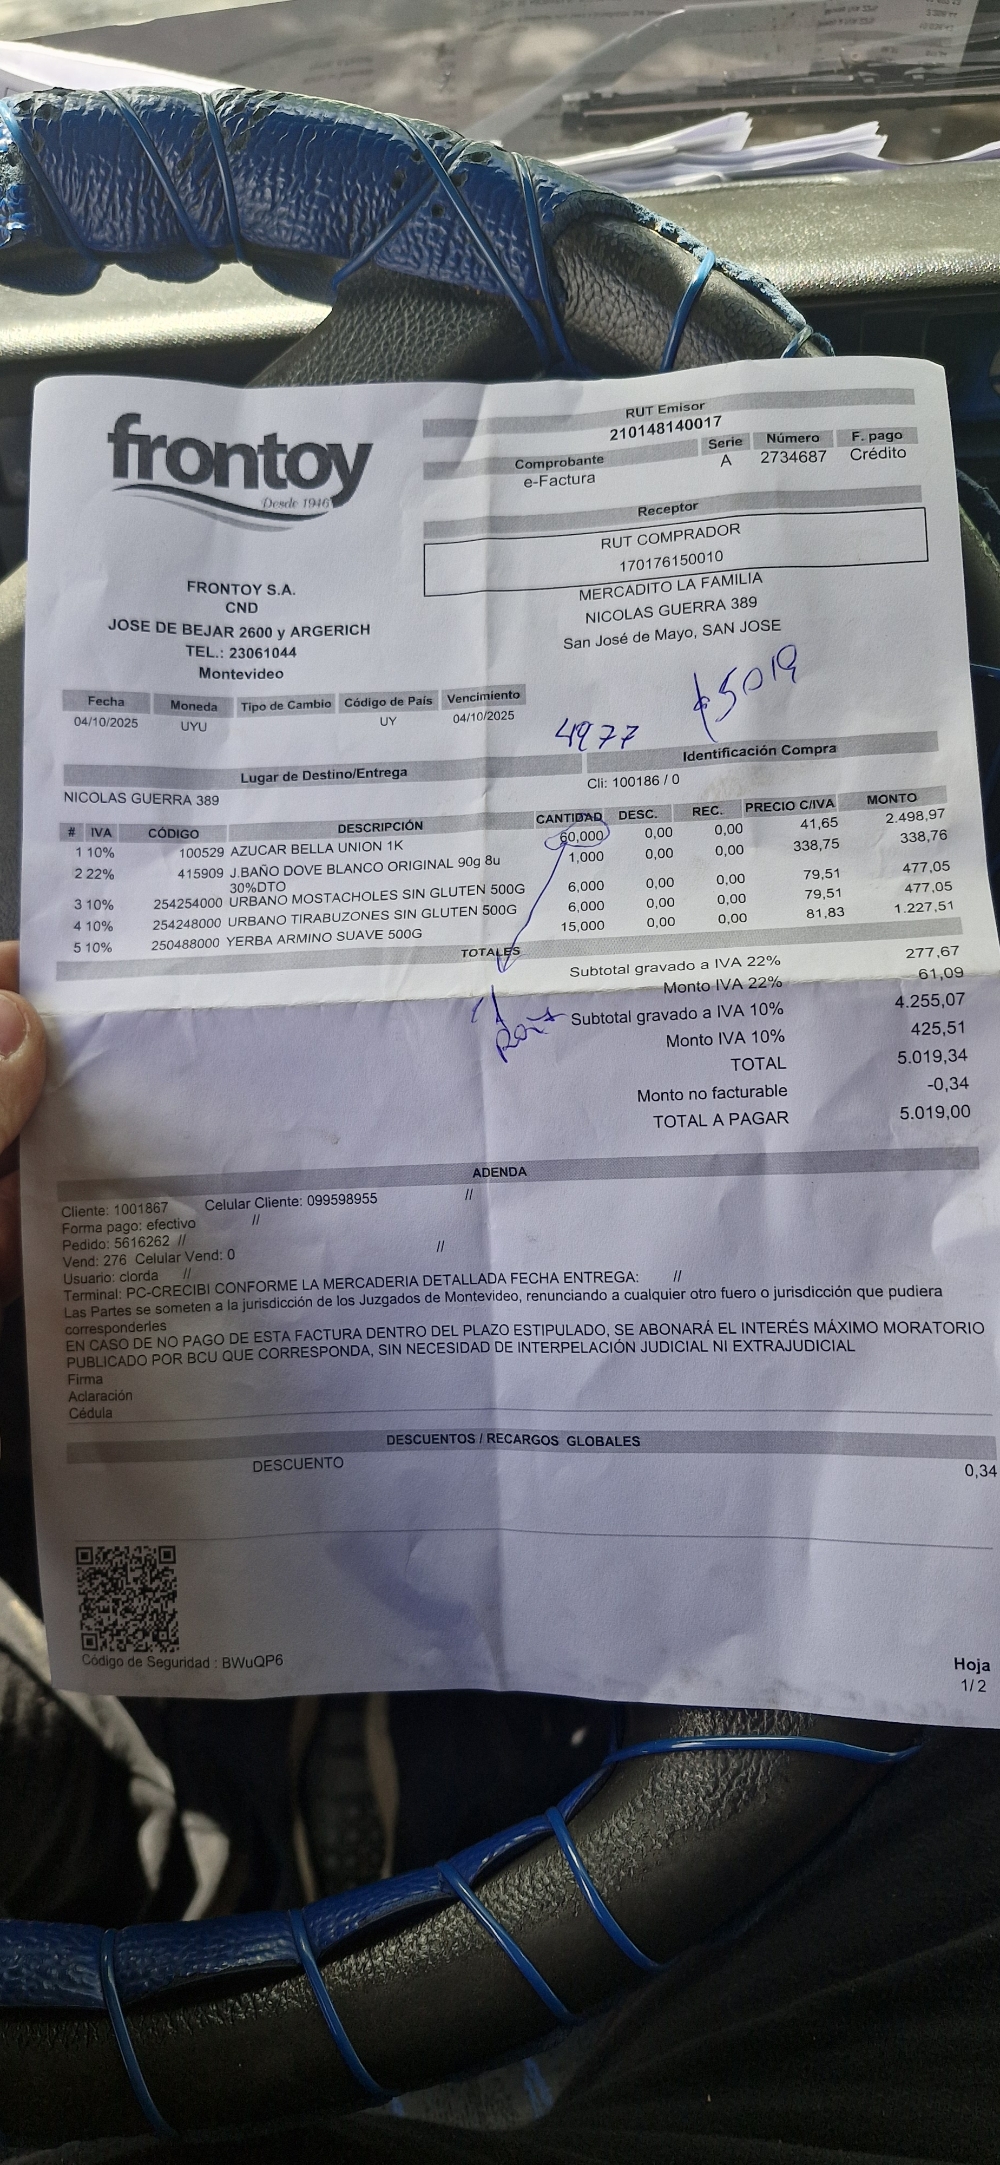 frontoy
Desde 1946
RUT Emisor
210148140017
Comprobante Serie Número F. pago
e-Factura A 2734687 Crédito
Receptor
RUT COMPRADOR
170176150010
MERCADITO LA FAMILIA
NICOLAS GUERRA 389
San José de Mayo, SAN JOSE
FRONTOY S.A.
CND
JOSE DE BEJAR 2600 y ARGERICH
TEL.: 23061044
Montevideo
$5019
Fecha Moneda Tipo de Cambio Código de País Vencimiento
04/10/2025 UYU UY 04/10/2025
4977
Lugar de Destino/Entrega Identificación Compra
NICOLAS GUERRA 389 Cli: 100186 / 0
# IVA CÓDIGO DESCRIPCIÓN CANTIDAD DESC. REC. PRECIO C/IVA MONTO
1 10% 100529 AZUCAR BELLA UNION 1K 60,000 0,00 0,00 41,65 2.498,97
2 22% 415909 J.BAÑO DOVE BLANCO ORIGINAL 90g 8u 1,000 0,00 0,00 338,75 338,76
30%DTO
3 10% 254254000 URBANO MOSTACHOLES SIN GLUTEN 500G 6,000 0,00 0,00 79,51 477,05
4 10% 254248000 URBANO TIRABUZONES SIN GLUTEN 500G 6,000 0,00 0,00 79,51 477,05
5 10% 250488000 YERBA ARMINO SUAVE 500G 15,000 0,00 0,00 81,83 1.227,51
TOTALES
Subtotal gravado a IVA 22% 277,67
Monto IVA 22% 61,09
Subtotal gravado a IVA 10% 4.255,07
Monto IVA 10% 425,51
TOTAL 5.019,34
Monto no facturable -0,34
TOTAL A PAGAR 5.019,00
ADENDA
Cliente: 1001867 Celular Cliente: 099598955 //
Forma pago: efectivo //
Pedido: 5616262 //
Vend: 276 Celular Vend: 0 //
Usuario: clorda //
Terminal: PC-CRECIBI CONFORME LA MERCADERIA DETALLADA FECHA ENTREGA: //
Las Partes se someten a la jurisdicción de los Juzgados de Montevideo, renunciando a cualquier otro fuero o jurisdicción que pudiera
corresponderles
EN CASO DE NO PAGO DE ESTA FACTURA DENTRO DEL PLAZO ESTIPULADO, SE ABONARÁ EL INTERÉS MÁXIMO MORATORIO
PUBLICADO POR BCU QUE CORRESPONDA, SIN NECESIDAD DE INTERPELACIÓN JUDICIAL NI EXTRAJUDICIAL
Firma
Aclaración
Cédula
DESCUENTOS / RECARGOS GLOBALES
DESCUENTO 0,34
Código de Seguridad : BWuQP6
Hoja
1/ 2